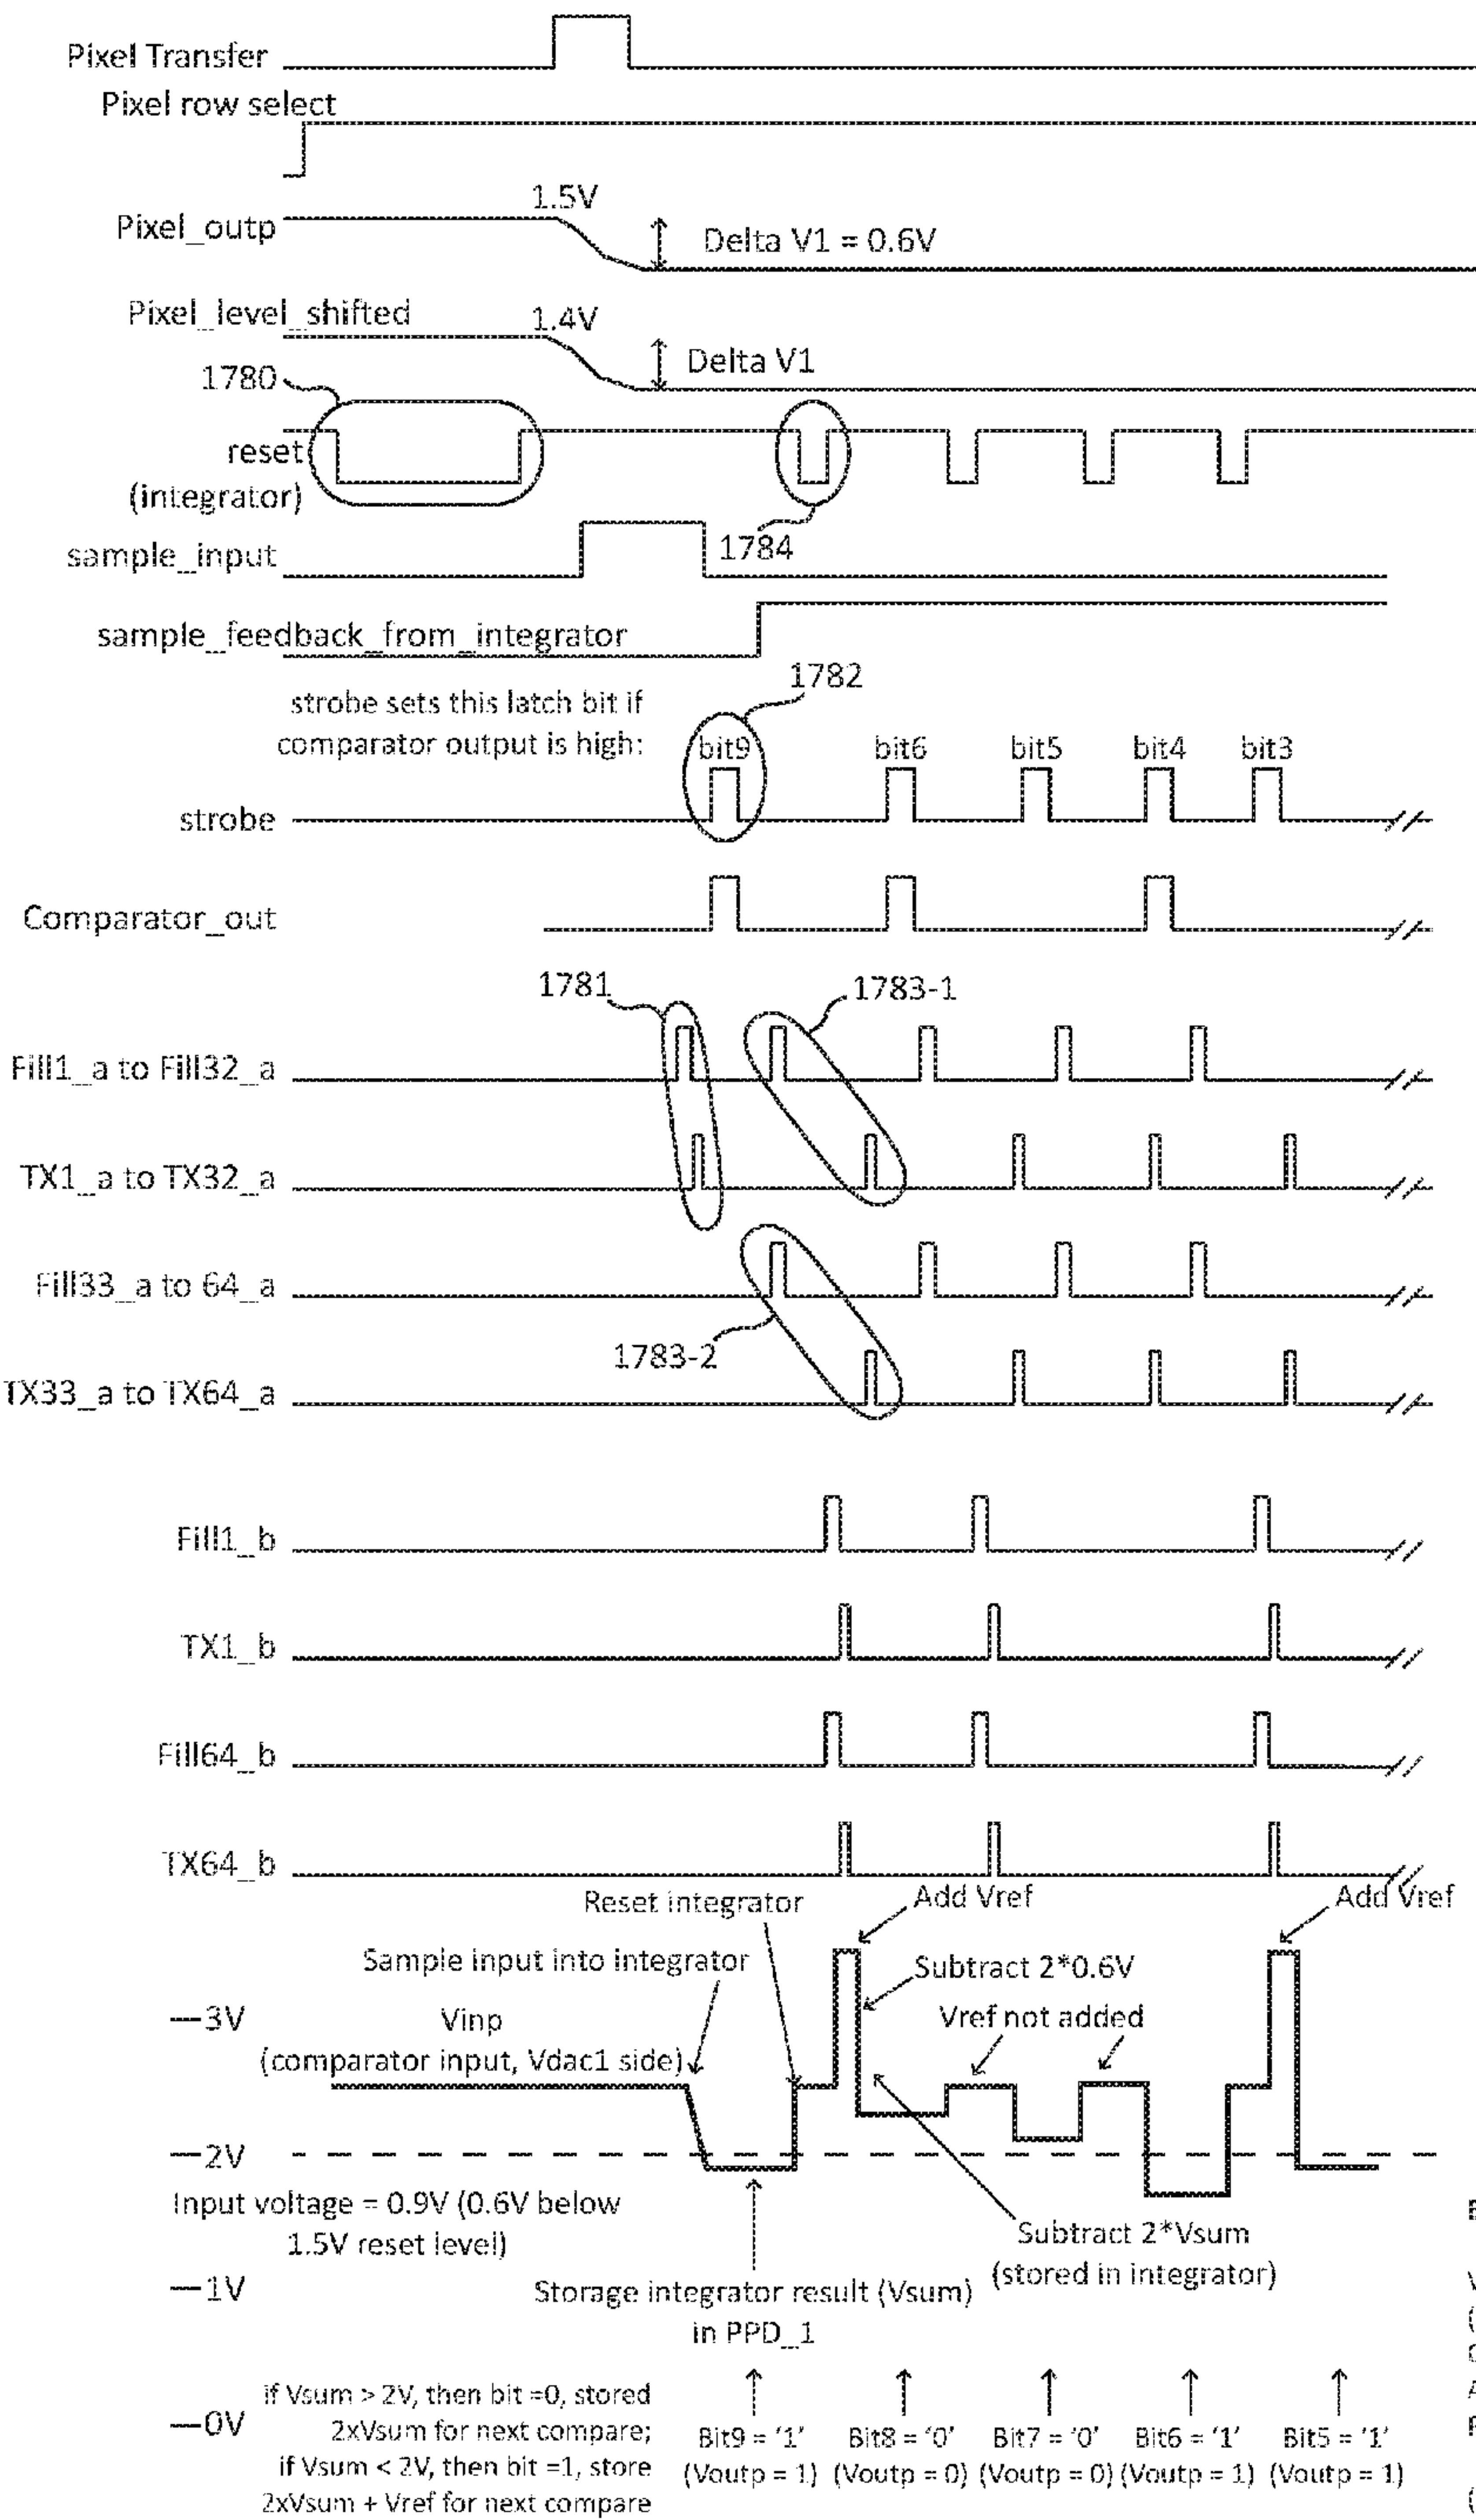 Pixel Transfer
Pixel row select
1.5V
Pixel_outp
Delta V1 = 0.6V
Pixel_level_shifted
1.4V
Delta V1
1780
reset
(integrator)
1784
sample_input
sample_feedback_from_integrator
1782
strobe sets this latch bit if
comparator output is high:
bit9 bit6 bit5 bit4 bit3
strobe
Comparator_out
1781
1783-1
Fill1_a to Fill32_a
TX1_a to TX32_a
Fill33_a to 64_a
1783-2
TX33_a to TX64_a
Fill1_b
TX1_b
Fill64_b
TX64_b
Reset integrator
Add Vref
Add Vref
Sample input into integrator
Subtract 2*0.6V
—3V
Vinp
Vref not added
(comparator input, Vdac1 side)
—2V
Input voltage = 0.9V (0.6V below
1.5V reset level)
Subtract 2*Vsum
(stored in integrator)
—1V
Storage integrator result (Vsum)
in PPD_1
—0V
if Vsum > 2V, then bit =0, stored
2xVsum for next compare;
if Vsum < 2V, then bit =1, store
2xVsum + Vref for next compare
Bit9 = '1' Bit8 = '0' Bit7 = '0' Bit6 = '1' Bit5 = '1'
(Voutp = 1) (Voutp = 0) (Voutp = 0) (Voutp = 1) (Voutp = 1)